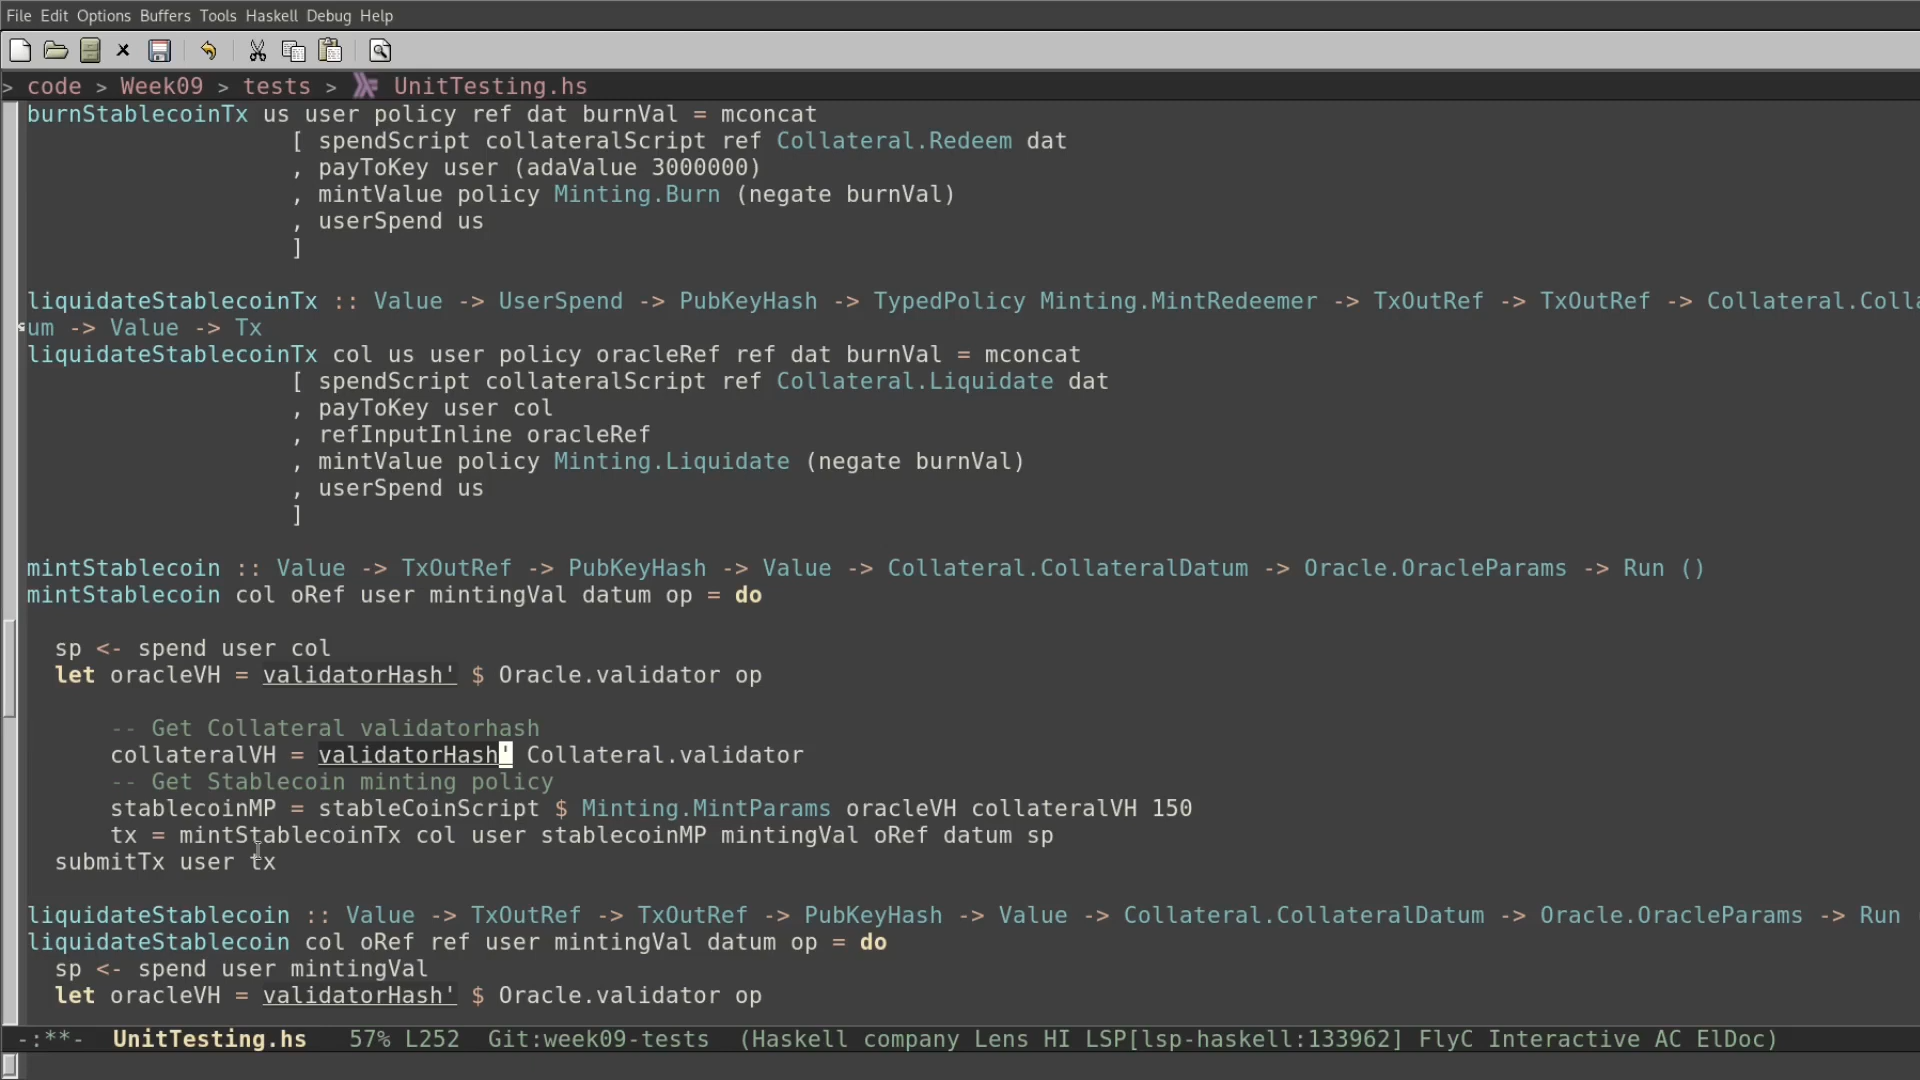 File Edit Options Buffers Tools Haskell Debug Help
> code > Week09 > tests > UnitTesting.hs
burnStablecoinTx us user policy ref dat burnVal = mconcat
[ spendScript collateralScript ref Collateral.Redeem dat
, payToKey user (adaValue 3000000)
, mintValue policy Minting.Burn (negate burnVal)
, userSpend us
]
liquidateStablecoinTx :: Value -> UserSpend -> PubKeyHash -> TypedPolicy Minting.MintRedeemer -> TxOutRef -> TxOutRef -> Collateral.Colla
um -> Value -> Tx
liquidateStablecoinTx col us user policy oracleRef ref dat burnVal = mconcat
[ spendScript collateralScript ref Collateral.Liquidate dat
, payToKey user col
, refInputInline oracleRef
, mintValue policy Minting.Liquidate (negate burnVal)
, userSpend us
]
mintStablecoin :: Value -> TxOutRef -> PubKeyHash -> Value -> Collateral.CollateralDatum -> Oracle.OracleParams -> Run ()
mintStablecoin col oRef user mintingVal datum op = do
sp <- spend user col
let oracleVH = validatorHash' $ Oracle.validator op
-- Get Collateral validatorhash
collateralVH = validatorHash' Collateral.validator
-- Get Stablecoin minting policy
stablecoinMP = stableCoinScript $ Minting.MintParams oracleVH collateralVH 150
tx = mintStablecoinTx col user stablecoinMP mintingVal oRef datum sp
submitTx user tx
liquidateStablecoin :: Value -> TxOutRef -> TxOutRef -> PubKeyHash -> Value -> Collateral.CollateralDatum -> Oracle.OracleParams -> Run
liquidateStablecoin col oRef ref user mintingVal datum op = do
sp <- spend user mintingVal
let oracleVH = validatorHash' $ Oracle.validator op
-:**- UnitTesting.hs 57% L252 Git:week09-tests (Haskell company Lens HI LSP[lsp-haskell:133962] FlyC Interactive AC ElDoc)